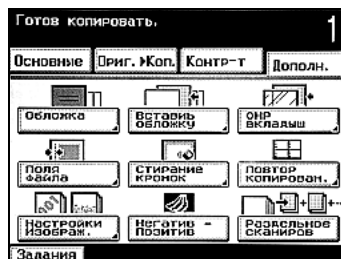 Готов копировать.
1
Основные Ориг.▸Коп. Контр-т Дополн.
Обложка
Вставить
обложку
OHP
вкладыш
Поля
файла
Стирание
кромок
Повтор
копирован.
Настройки
изображ.
Негатив -
позитив
Раздельное
сканиров
Задания